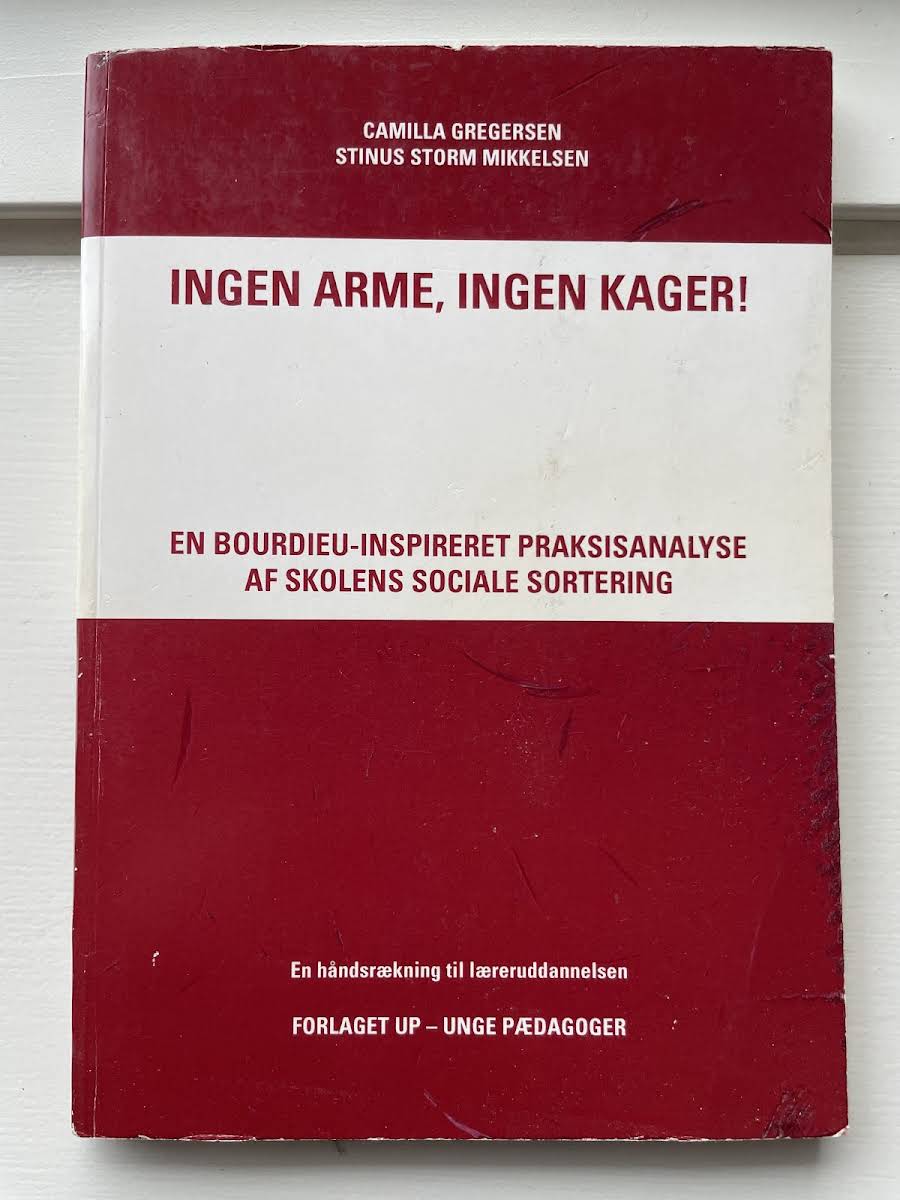 CAMILLA GREGERSEN
STINUS STORM MIKKELSEN
INGEN ARME, INGEN KAGER!
EN BOURDIEU-INSPIRERET PRAKSISANALYSE
AF SKOLENS SOCIALE SORTERING
En håndsrækning til læreruddannelsen
FORLAGET UP – UNGE PÆDAGOGER